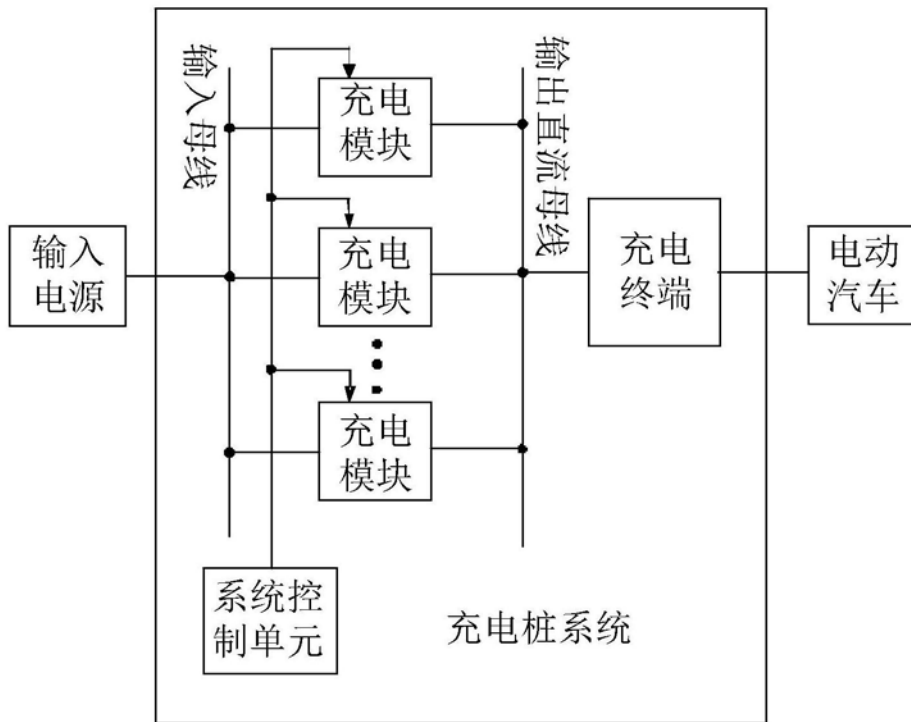 输入母线
充电
模块
输出直流母线
输入
电源
充电
模块
充电
终端
电动
汽车
充电
模块
系统控
制单元
充电桩系统